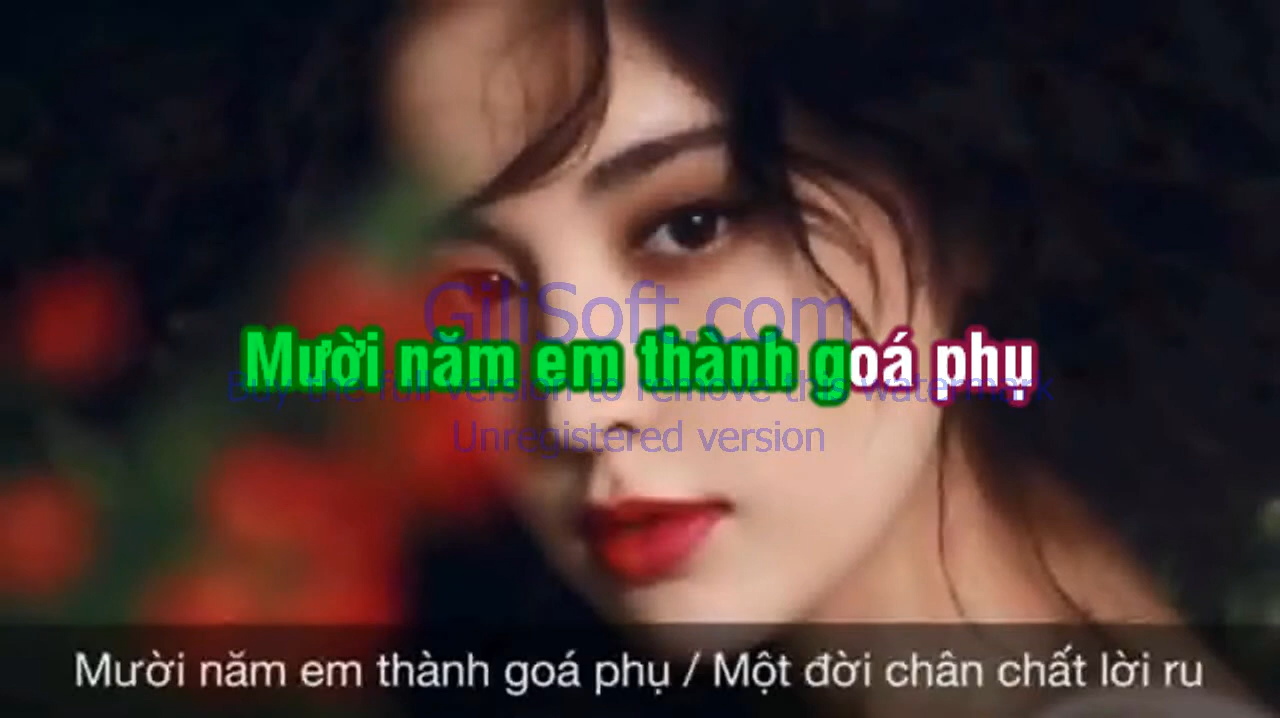 GiliSoft.com
Mười năm em thành goá phụ
Buy the full version to remove this watermark
Unregistered version
Mười năm em thành goá phụ / Một đời chân chất lời ru